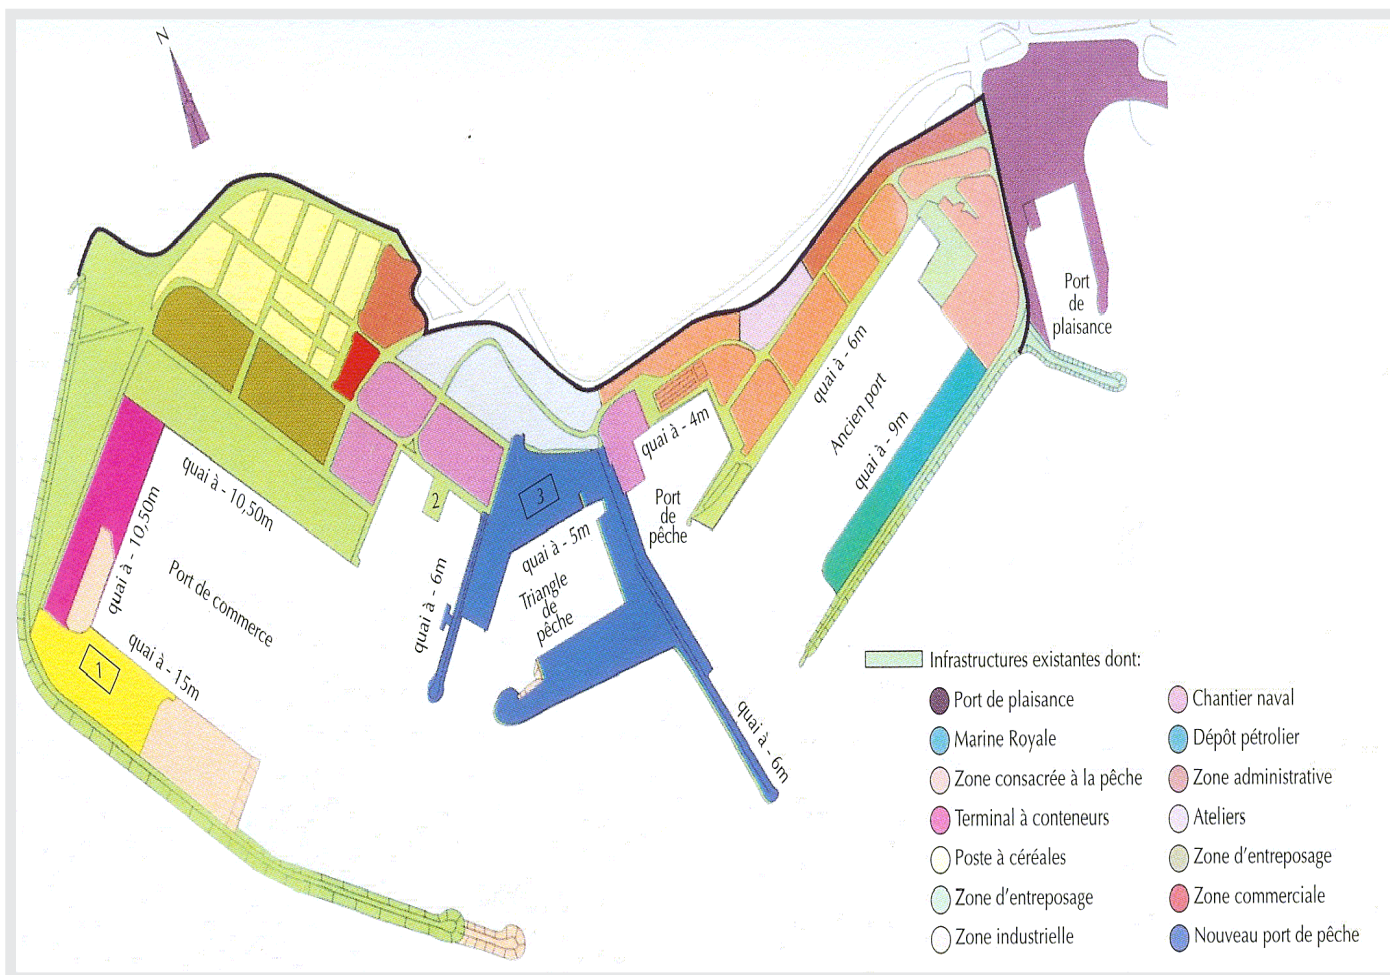 N
Port
de
plaisance
quai à - 6m
Ancien port
quai à - 9m
quai à - 4m
Port
de
pêche
2
3
quai à - 5m
Triangle
de
pêche
quai à - 6m
quai à - 6m
quai à - 10,50m
quai à - 10,50m
Port de commerce
quai à - 15m
1
Infrastructures existantes dont:
Port de plaisance
Marine Royale
Zone consacrée à la pêche
Terminal à conteneurs
Poste à céréales
Zone d'entreposage
Zone industrielle
Chantier naval
Dépôt pétrolier
Zone administrative
Ateliers
Zone d'entreposage
Zone commerciale
Nouveau port de pêche